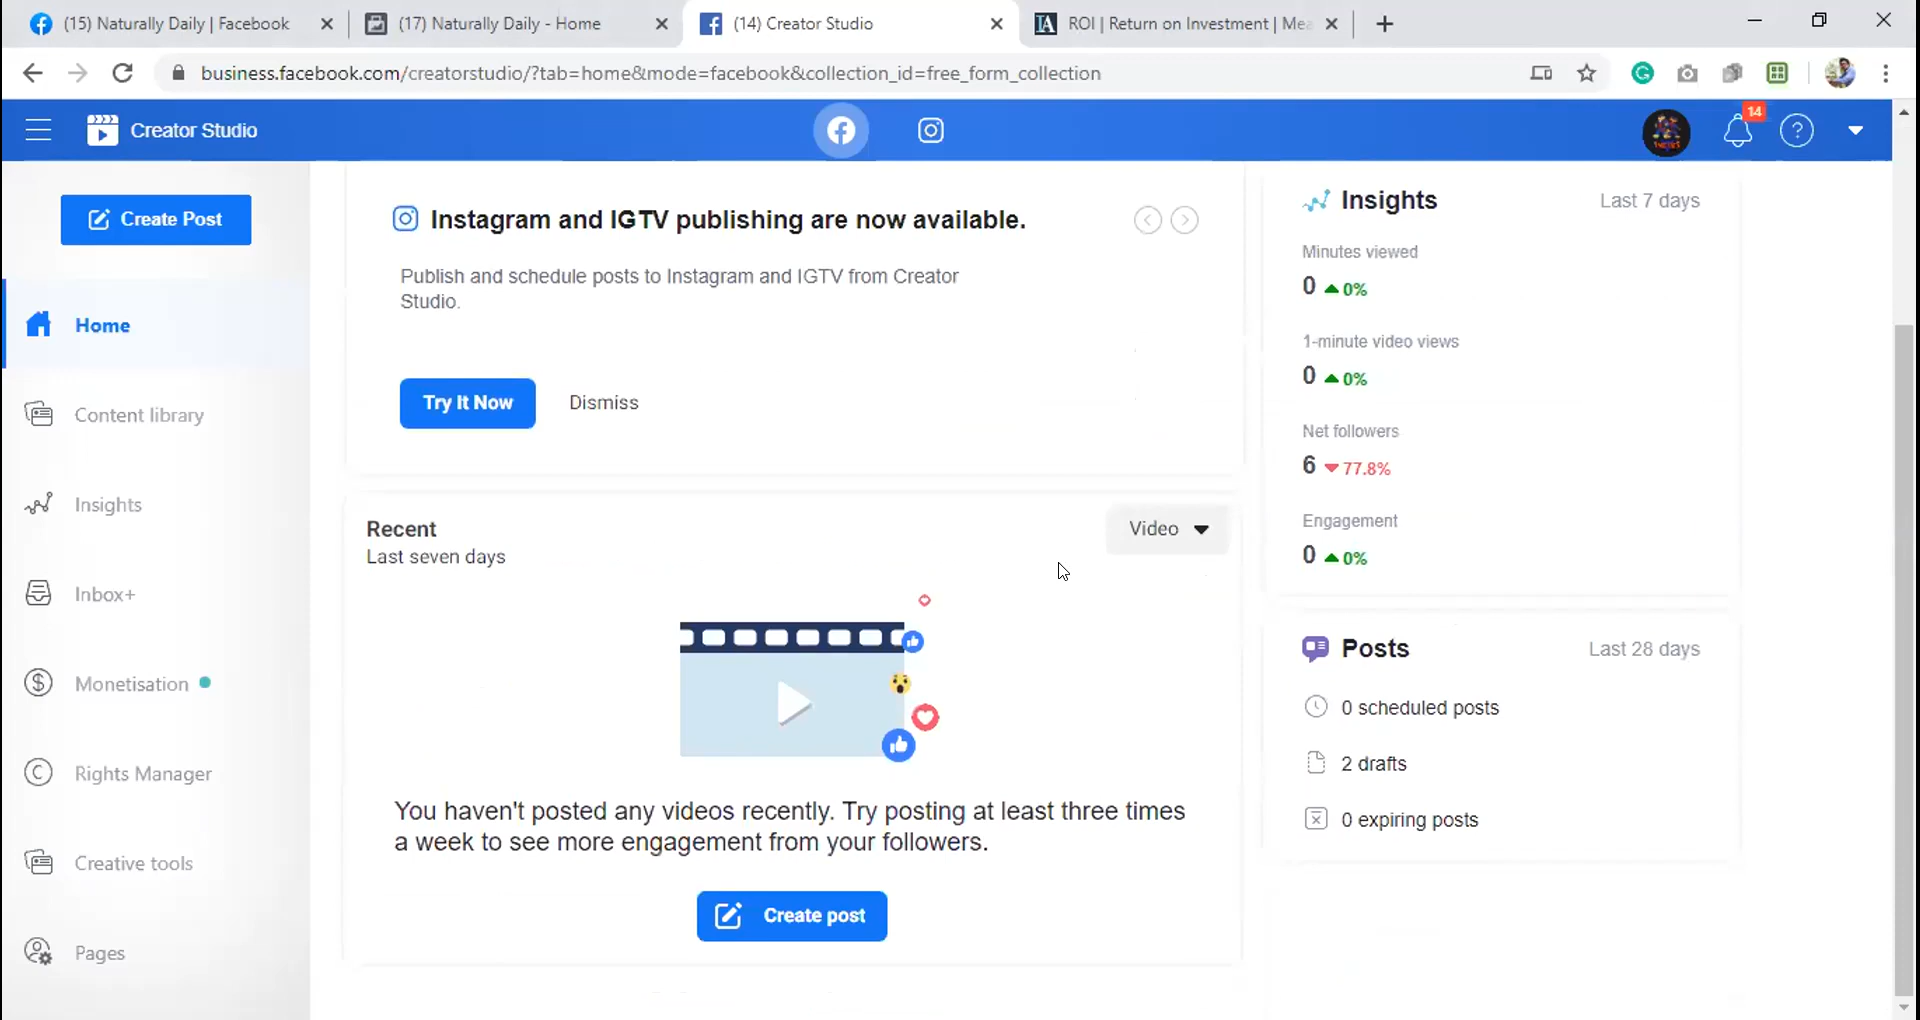 (15) Naturally Daily | Facebook
(17) Naturally Daily - Home
(14) Creator Studio
ROI | Return on Investment | Mea
business.facebook.com/creatorstudio/?tab=home&mode=facebook&collection_id=free_form_collection
Creator Studio
14
Create Post
Home
Content library
Insights
Inbox+
Monetisation
Rights Manager
Creative tools
Pages
Instagram and IGTV publishing are now available.
Publish and schedule posts to Instagram and IGTV from Creator
Studio.
Try It Now
Dismiss
Recent
Last seven days
Video
You haven't posted any videos recently. Try posting at least three times
a week to see more engagement from your followers.
Create post
Insights
Last 7 days
Minutes viewed
0 0%
1-minute video views
0 0%
Net followers
6 77.8%
Engagement
0 0%
Posts
Last 28 days
0 scheduled posts
2 drafts
0 expiring posts